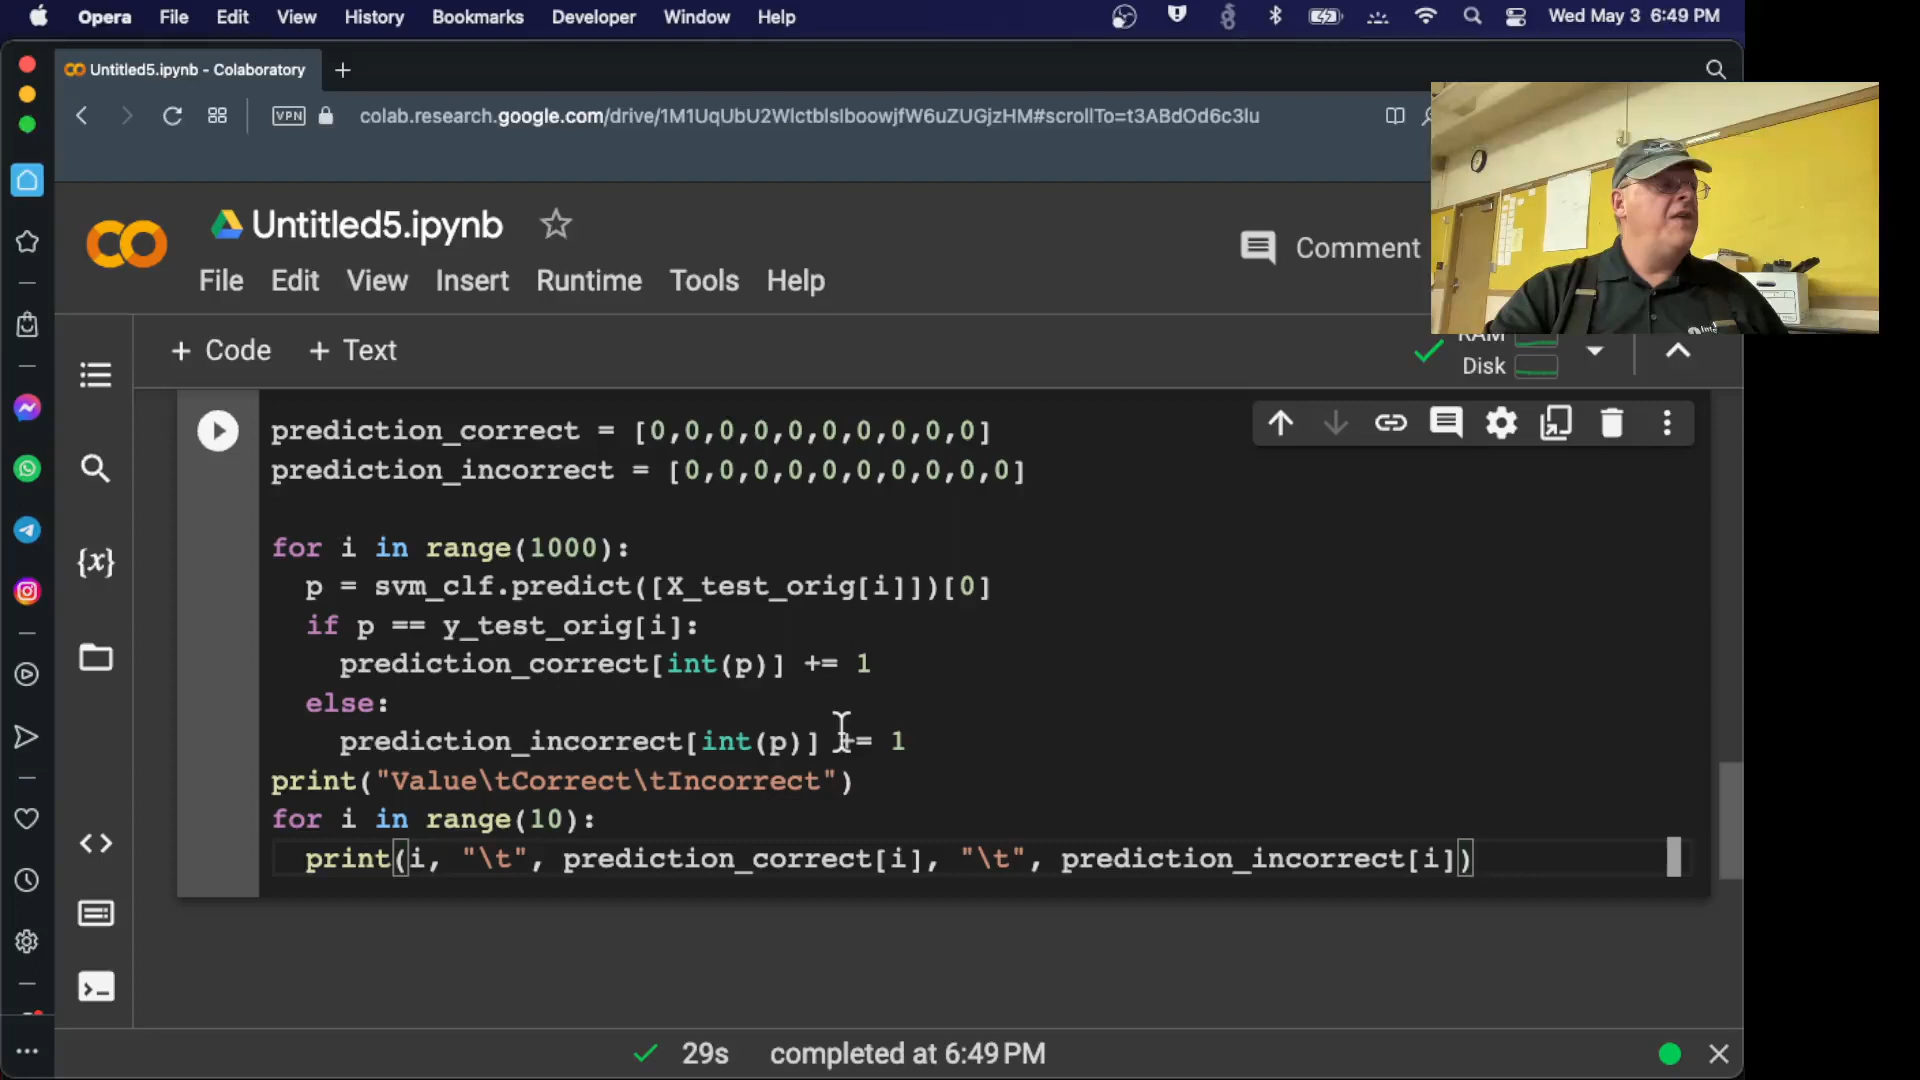 Opera File Edit View History Bookmarks Developer Window Help Wed May 3 6:49 PM
Untitled5.ipynb - Colaboratory
VPN colab.research.google.com/drive/1M1UqUbU2WlctblsIboowjfW6uZUGjzHM#scrollTo=t3ABdOd6c3lu
Untitled5.ipynb
Comment
File Edit View Insert Runtime Tools Help
+ Code + Text
RAM
Disk
prediction_correct = [0,0,0,0,0,0,0,0,0,0]
prediction_incorrect = [0,0,0,0,0,0,0,0,0,0]
for i in range(1000):
p = svm_clf.predict([X_test_orig[i]])[0]
if p == y_test_orig[i]:
prediction_correct[int(p)] += 1
else:
prediction_incorrect[int(p)] += 1
print("Value\tCorrect\tIncorrect")
for i in range(10):
print(i, "\t", prediction_correct[i], "\t", prediction_incorrect[i])
29s completed at 6:49 PM